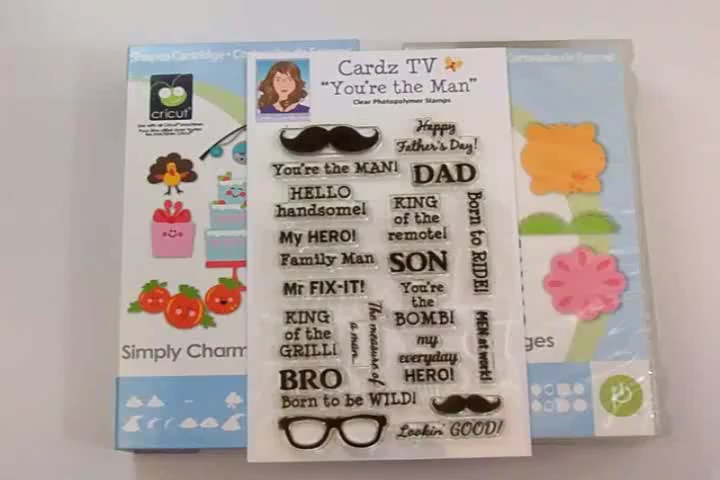 Cardz TV
"You're the Man"
Clear Photopolymer Stamps
cricut
Happy
Father's Day!
You're the MAN!
DAD
HELLO
handsome!
KING
of the
remote!
Born to RIDE!
My HERO!
Family Man
SON
Mr FIX-IT!
You're
the
BOMB!
KING
of the
GRILL!
The measure of
a man...
MEN at work!
my
everyday
HERO!
BRO
Born to be WILD!
Lookin' GOOD!
Simply Charm
ges